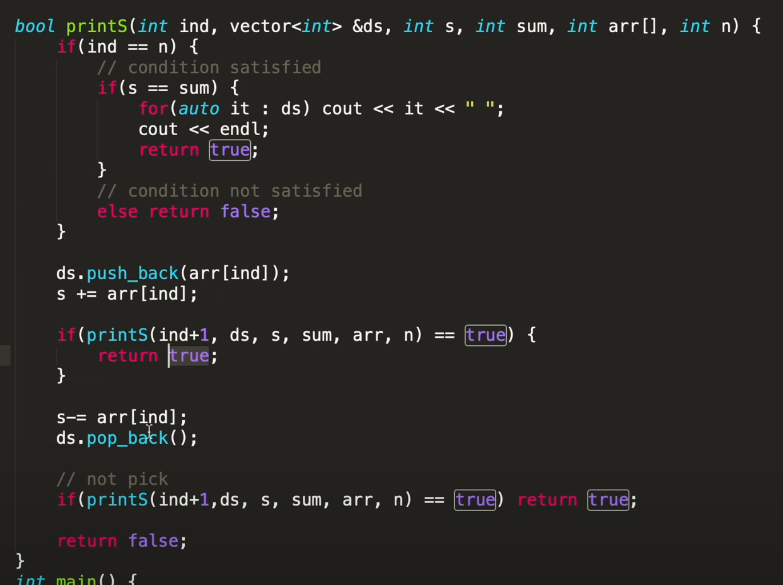 bool printS(int ind, vector<int> &ds, int s, int sum, int arr[], int n) {
if(ind == n) {
// condition satisfied
if(s == sum) {
for(auto it : ds) cout << it << " ";
cout << endl;
return true;
}
// condition not satisfied
else return false;
}
ds.push_back(arr[ind]);
s += arr[ind];
if(printS(ind+1, ds, s, sum, arr, n) == true) {
return true;
}
s-= arr[ind];
ds.pop_back();
// not pick
if(printS(ind+1,ds, s, sum, arr, n) == true) return true;
return false;
}
int main() {